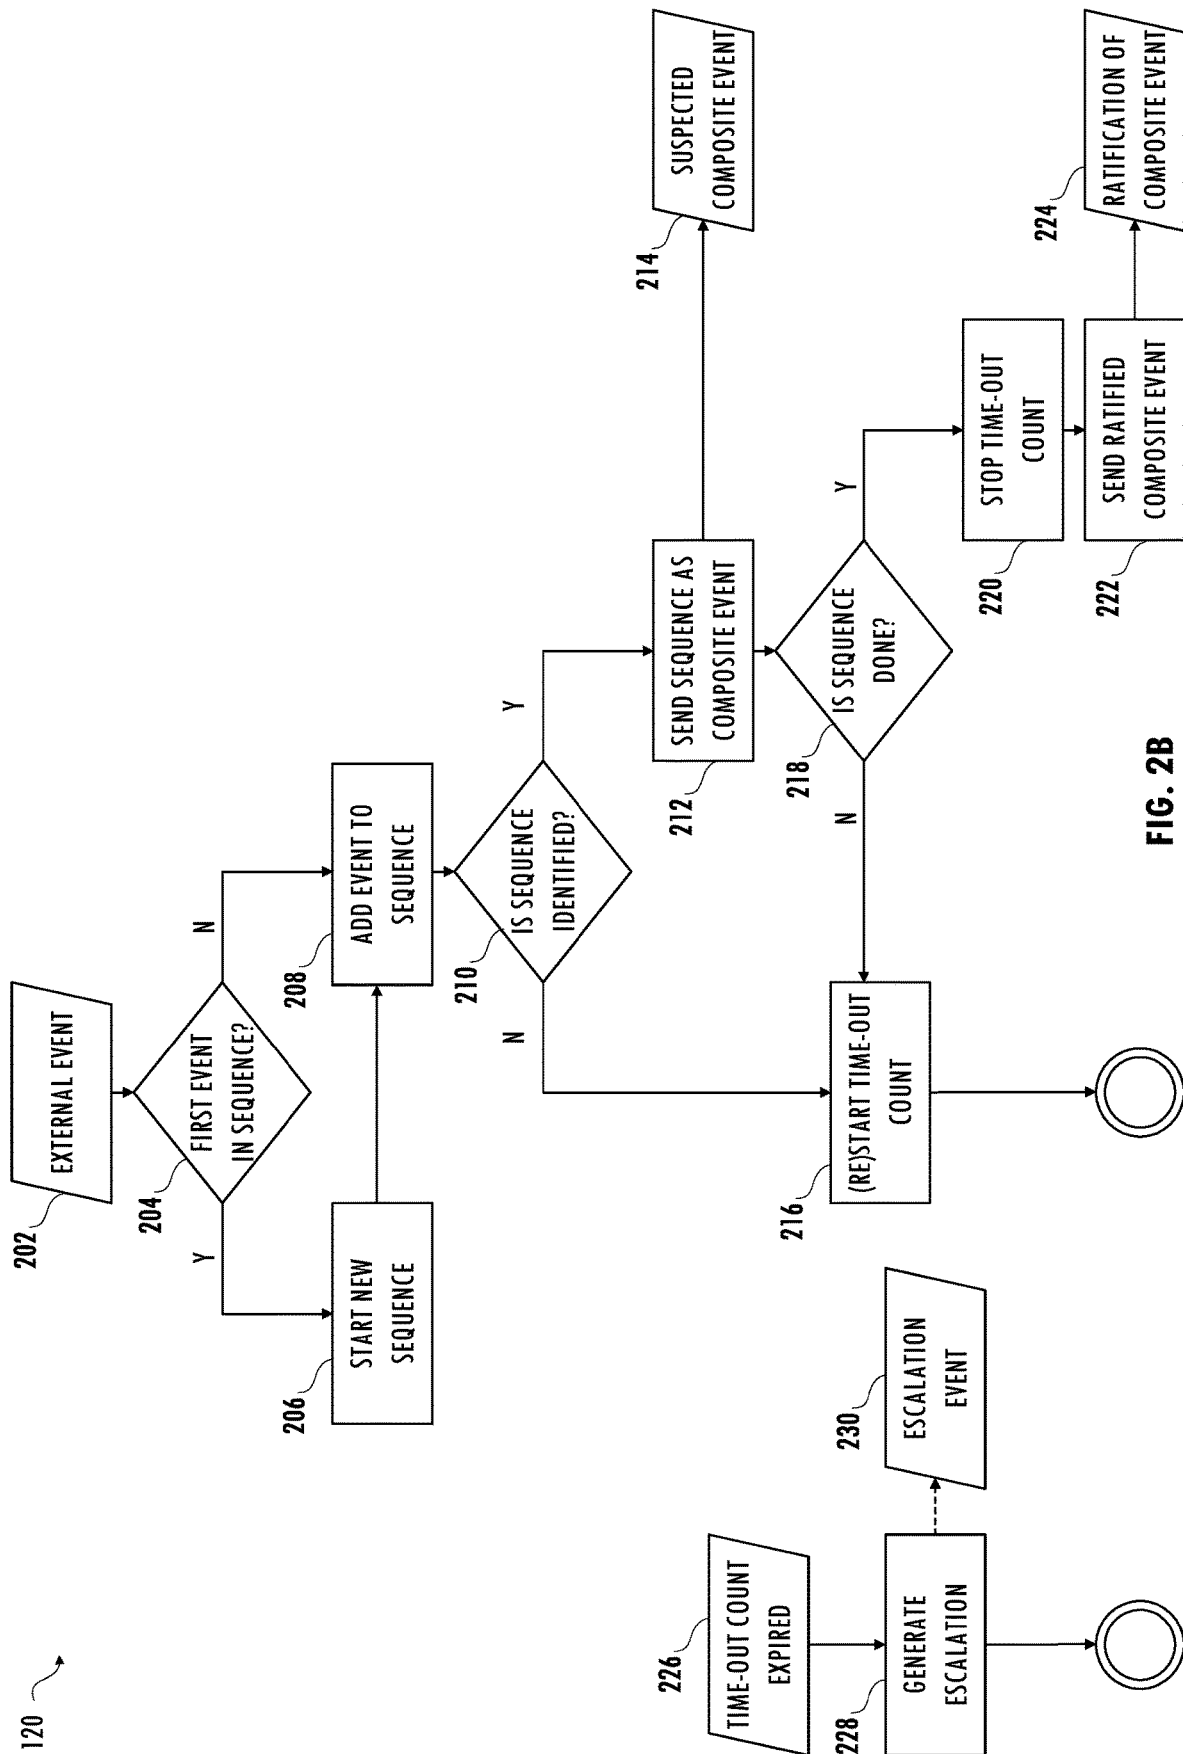 120
202
EXTERNAL EVENT
204
FIRST EVENT
IN SEQUENCE?
Y
N
206
START NEW
SEQUENCE
208
ADD EVENT TO
SEQUENCE
210
IS SEQUENCE
IDENTIFIED?
N
Y
212
SEND SEQUENCE AS
COMPOSITE EVENT
214
SUSPECTED
COMPOSITE EVENT
216
(RE)START TIME-OUT
COUNT
218
IS SEQUENCE
DONE?
N
Y
220
STOP TIME-OUT
COUNT
222
SEND RATIFIED
COMPOSITE EVENT
224
RATIFICATION OF
COMPOSITE EVENT
226
TIME-OUT COUNT
EXPIRED
228
GENERATE
ESCALATION
230
ESCALATION
EVENT
FIG. 2B